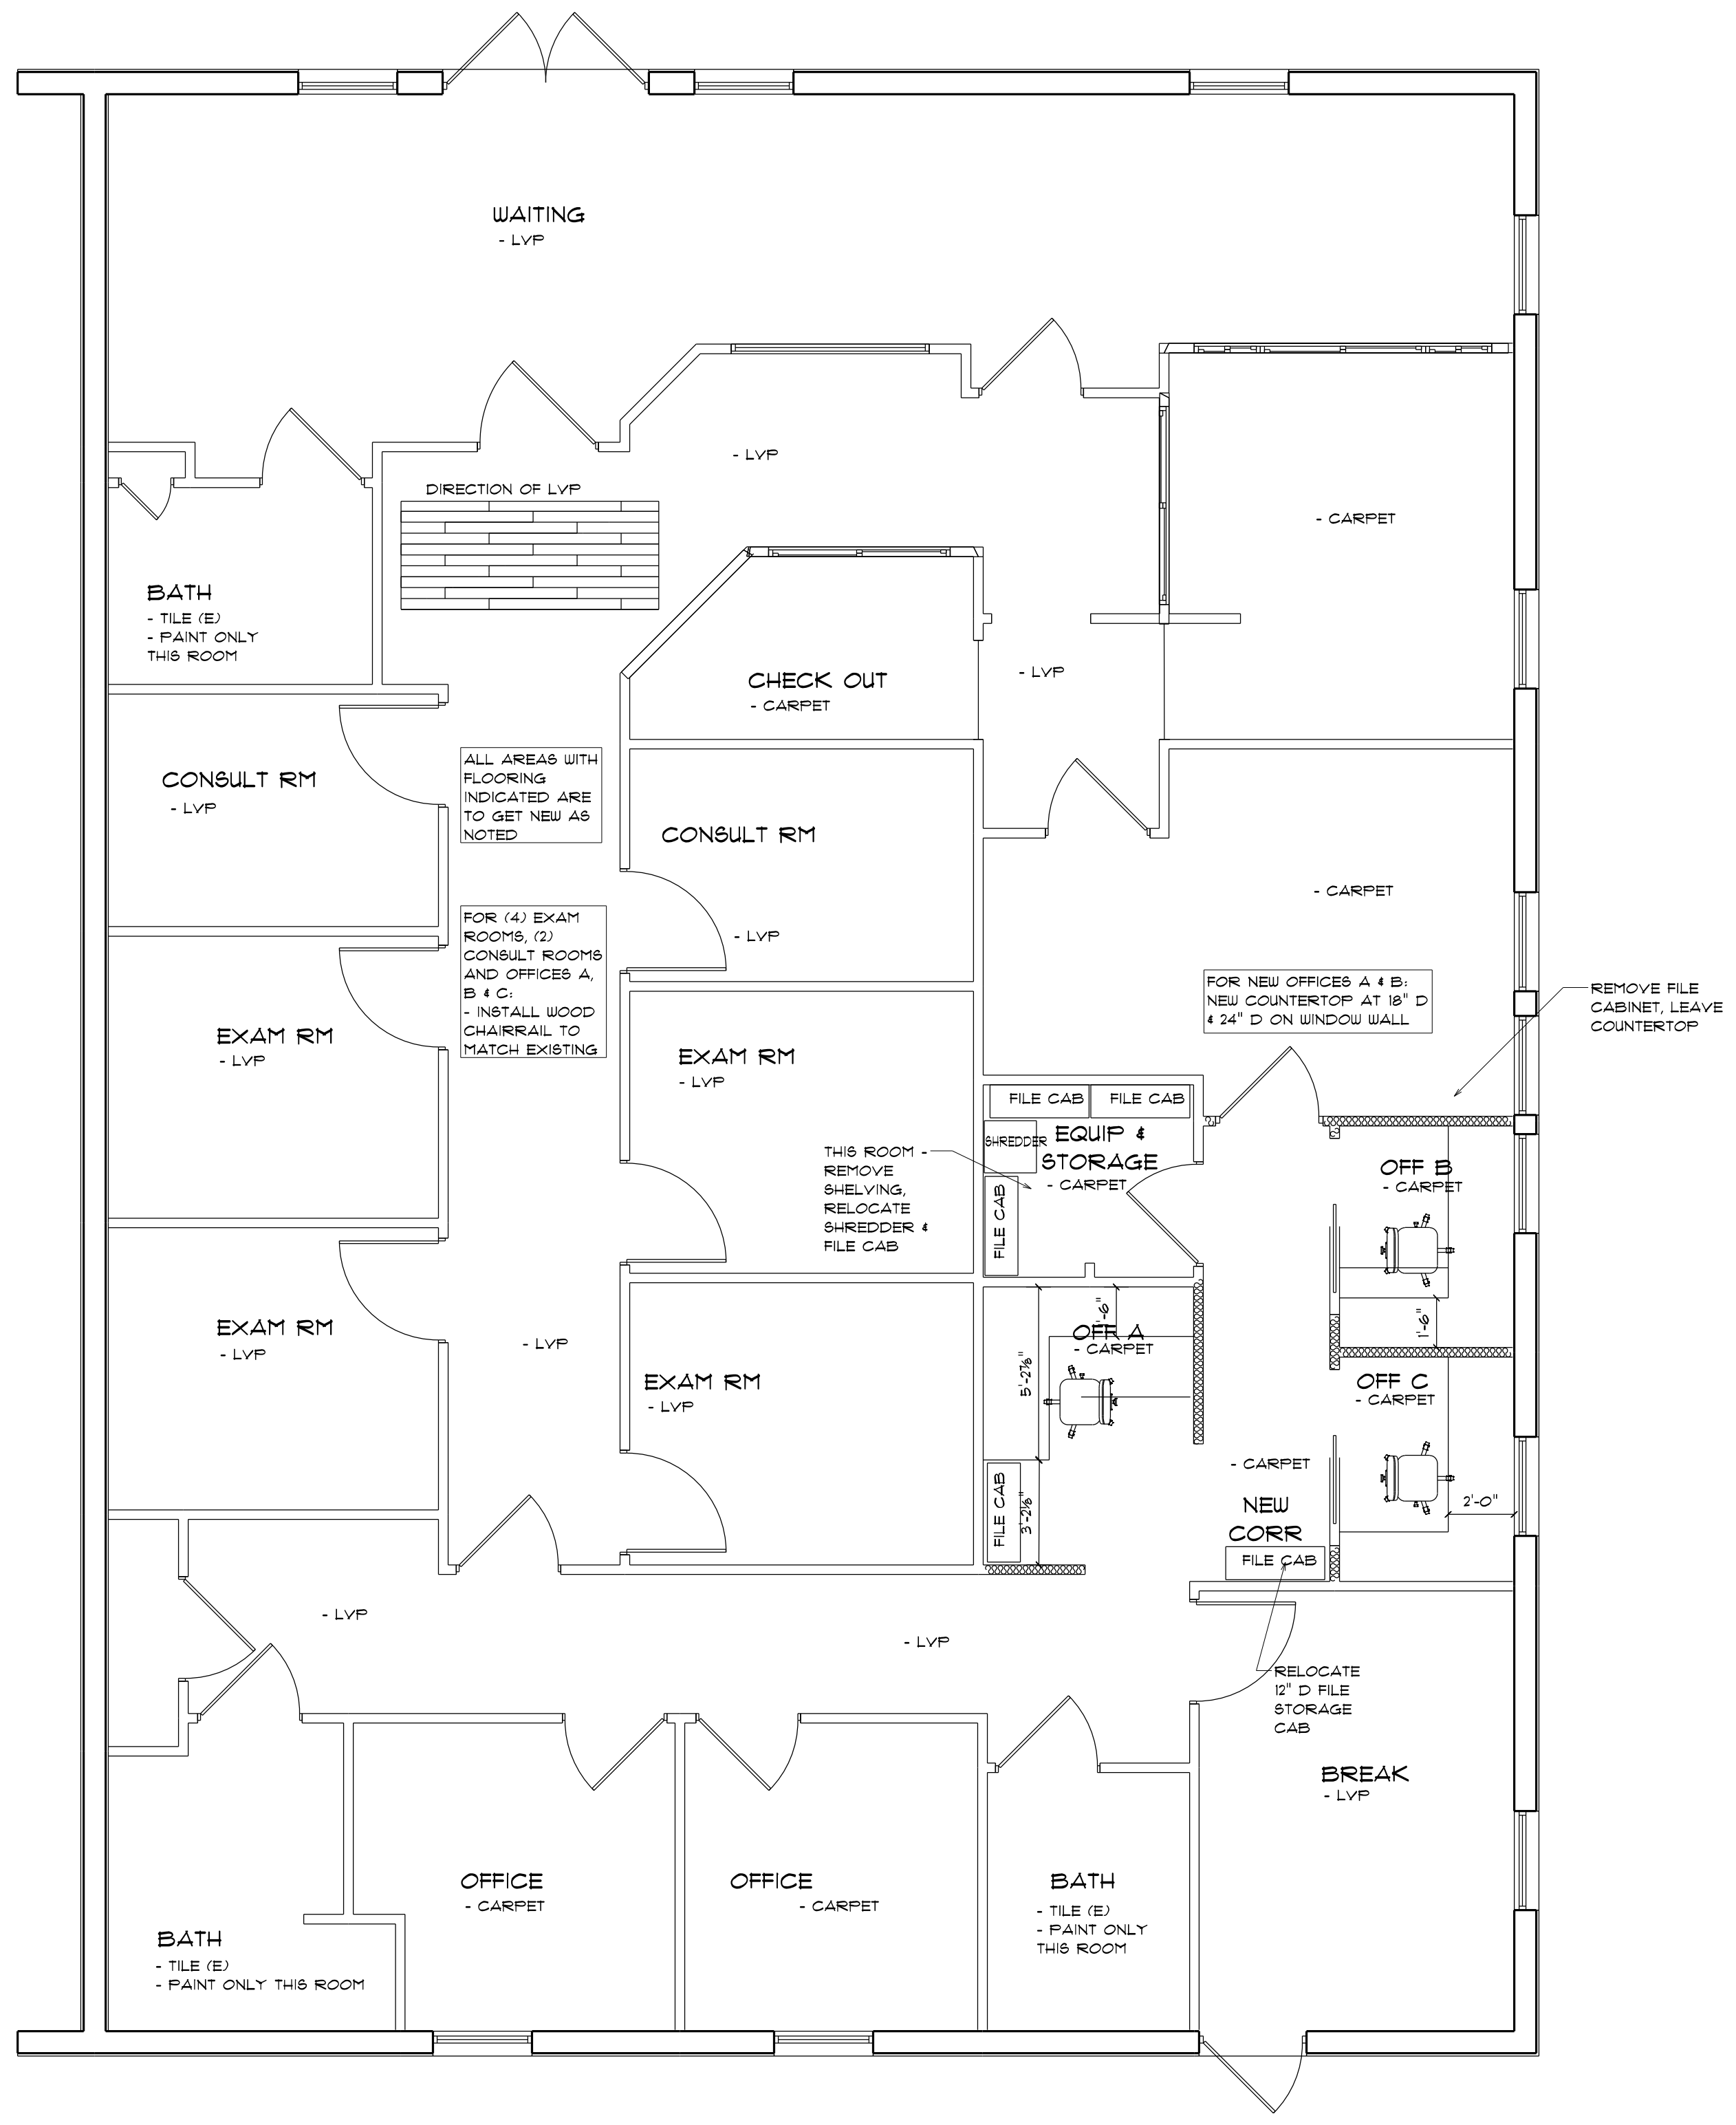 WAITING
- LVP
- LVP
DIRECTION OF LVP
- CARPET
BATH
- TILE (E)
- PAINT ONLY
THIS ROOM
- LVP
CHECK OUT
- CARPET
CONSULT RM
- LVP
ALL AREAS WITH
FLOORING
INDICATED ARE
TO GET NEW AS
NOTED
CONSULT RM
- LVP
- CARPET
FOR (4) EXAM
ROOMS, (2)
CONSULT ROOMS
AND OFFICES A,
B & C:
- INSTALL WOOD
CHAIRRAIL TO
MATCH EXISTING
FOR NEW OFFICES A & B:
NEW COUNTERTOP AT 18" D
& 24" D ON WINDOW WALL
REMOVE FILE
CABINET, LEAVE
COUNTERTOP
EXAM RM
- LVP
EXAM RM
- LVP
FILE CAB
FILE CAB
SHREDDER
EQUIP &
STORAGE
- CARPET
FILE CAB
THIS ROOM -
REMOVE
SHELVING,
RELOCATE
SHREDDER &
FILE CAB
OFF B
- CARPET
1'-6"
EXAM RM
- LVP
- LVP
1'-6"
OFF A
- CARPET
5'-2⅞"
EXAM RM
- LVP
OFF C
- CARPET
2'-0"
- CARPET
NEW
CORR
FILE CAB
FILE CAB
- LVP
- LVP
RELOCATE
12" D FILE
STORAGE
CAB
BREAK
- LVP
OFFICE
- CARPET
OFFICE
- CARPET
BATH
- TILE (E)
- PAINT ONLY
THIS ROOM
BATH
- TILE (E)
- PAINT ONLY THIS ROOM